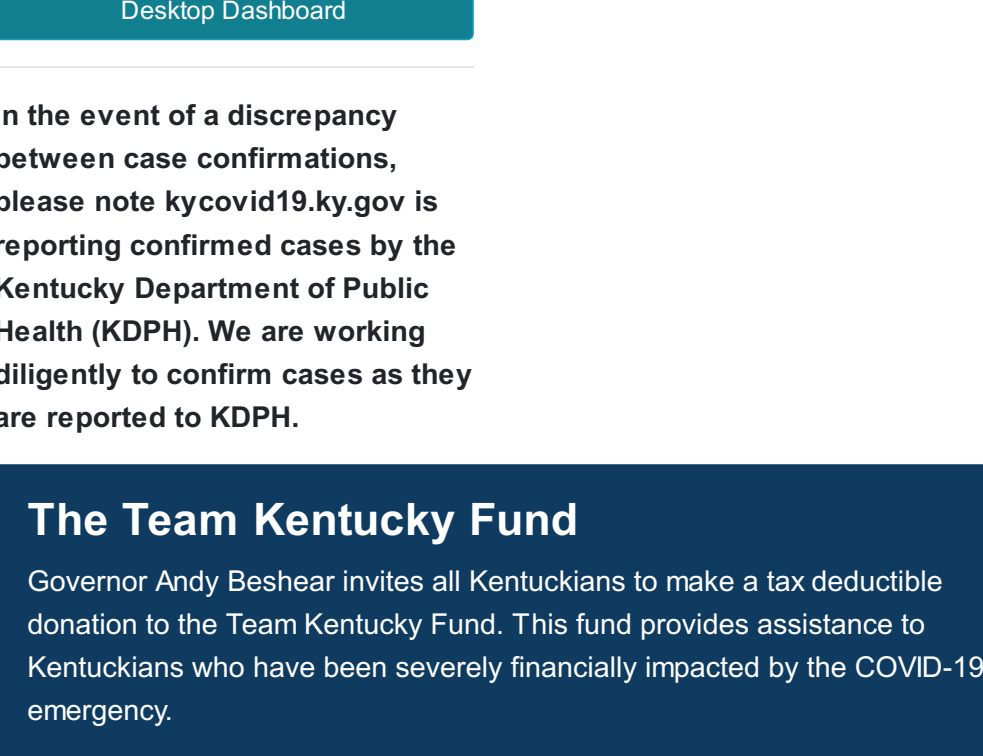 Desktop Dashboard
In the event of a discrepancy
between case confirmations,
please note kycovid19.ky.gov is
reporting confirmed cases by the
Kentucky Department of Public
Health (KDPH). We are working
diligently to confirm cases as they
are reported to KDPH.
The Team Kentucky Fund
Governor Andy Beshear invites all Kentuckians to make a tax deductible
donation to the Team Kentucky Fund. This fund provides assistance to
Kentuckians who have been severely financially impacted by the COVID-19
emergency.